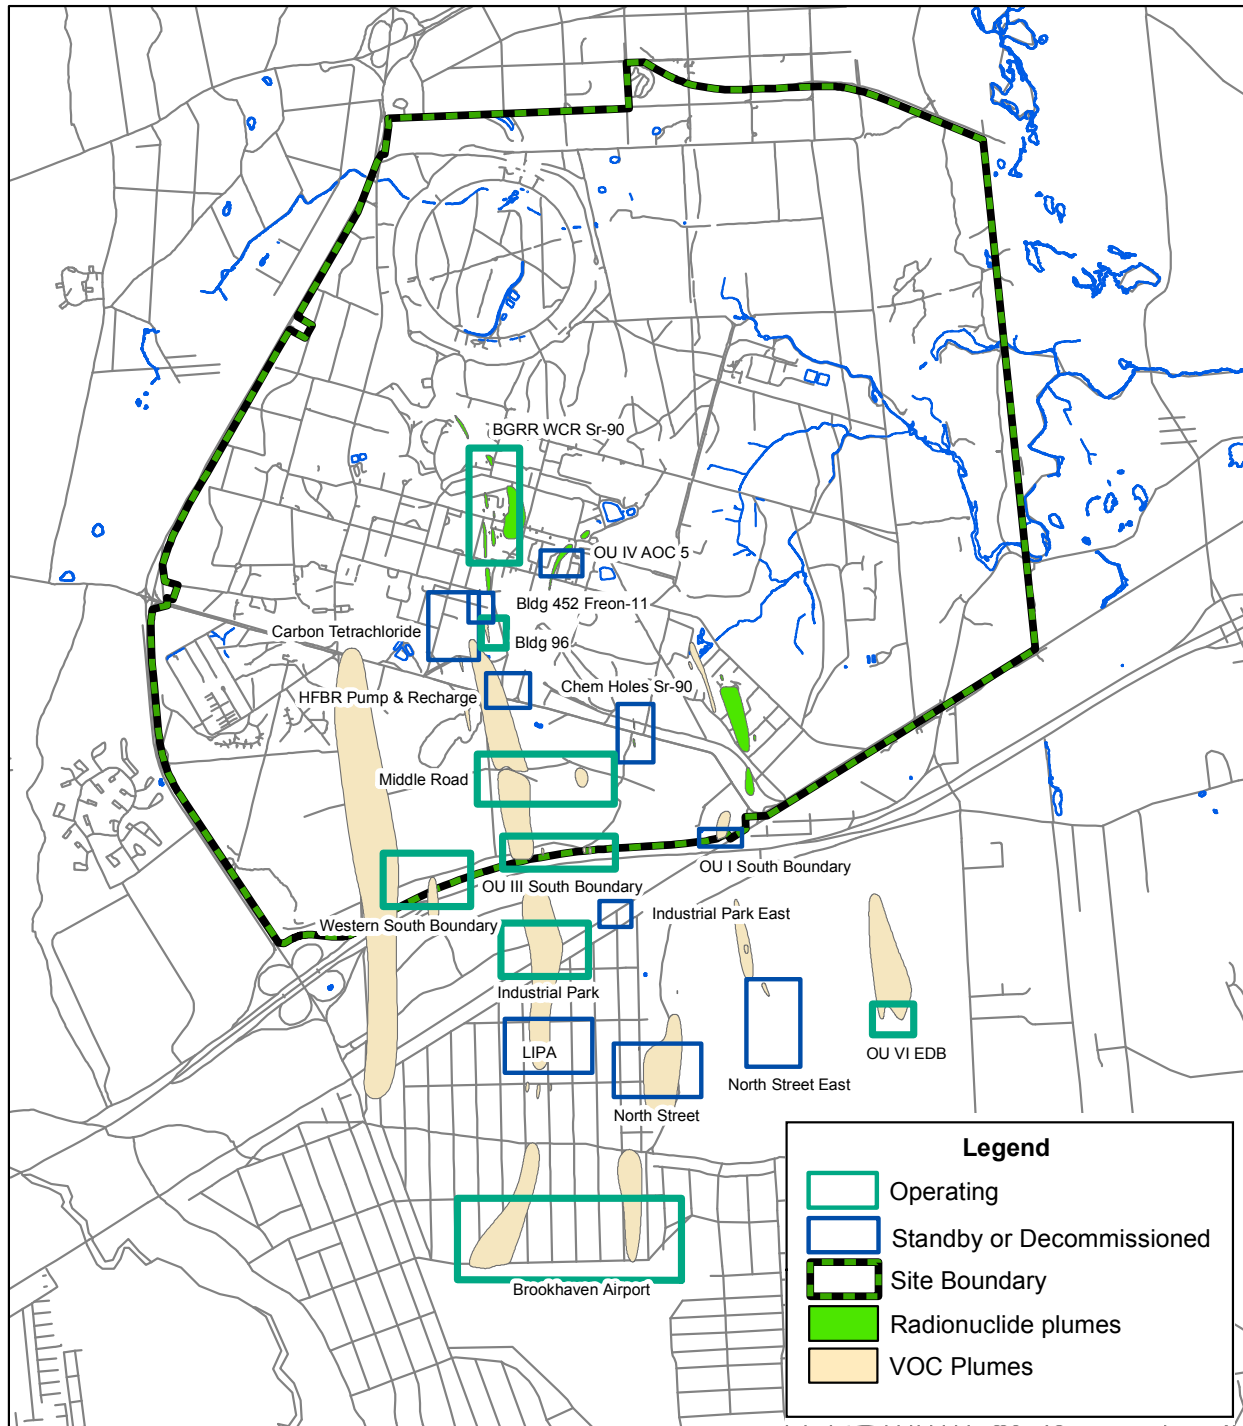 BGRR WCR Sr-90
OU IV AOC 5
Bldg 452 Freon-11
Carbon Tetrachloride
Bldg 96
Chem Holes Sr-90
HFBR Pump & Recharge
Middle Road
OU I South Boundary
OU III South Boundary
Industrial Park East
Western South Boundary
Industrial Park
LIPA
OU VI EDB
North Street East
North Street
Brookhaven Airport
Legend
Operating
Standby or Decommissioned
Site Boundary
Radionuclide plumes
VOC Plumes